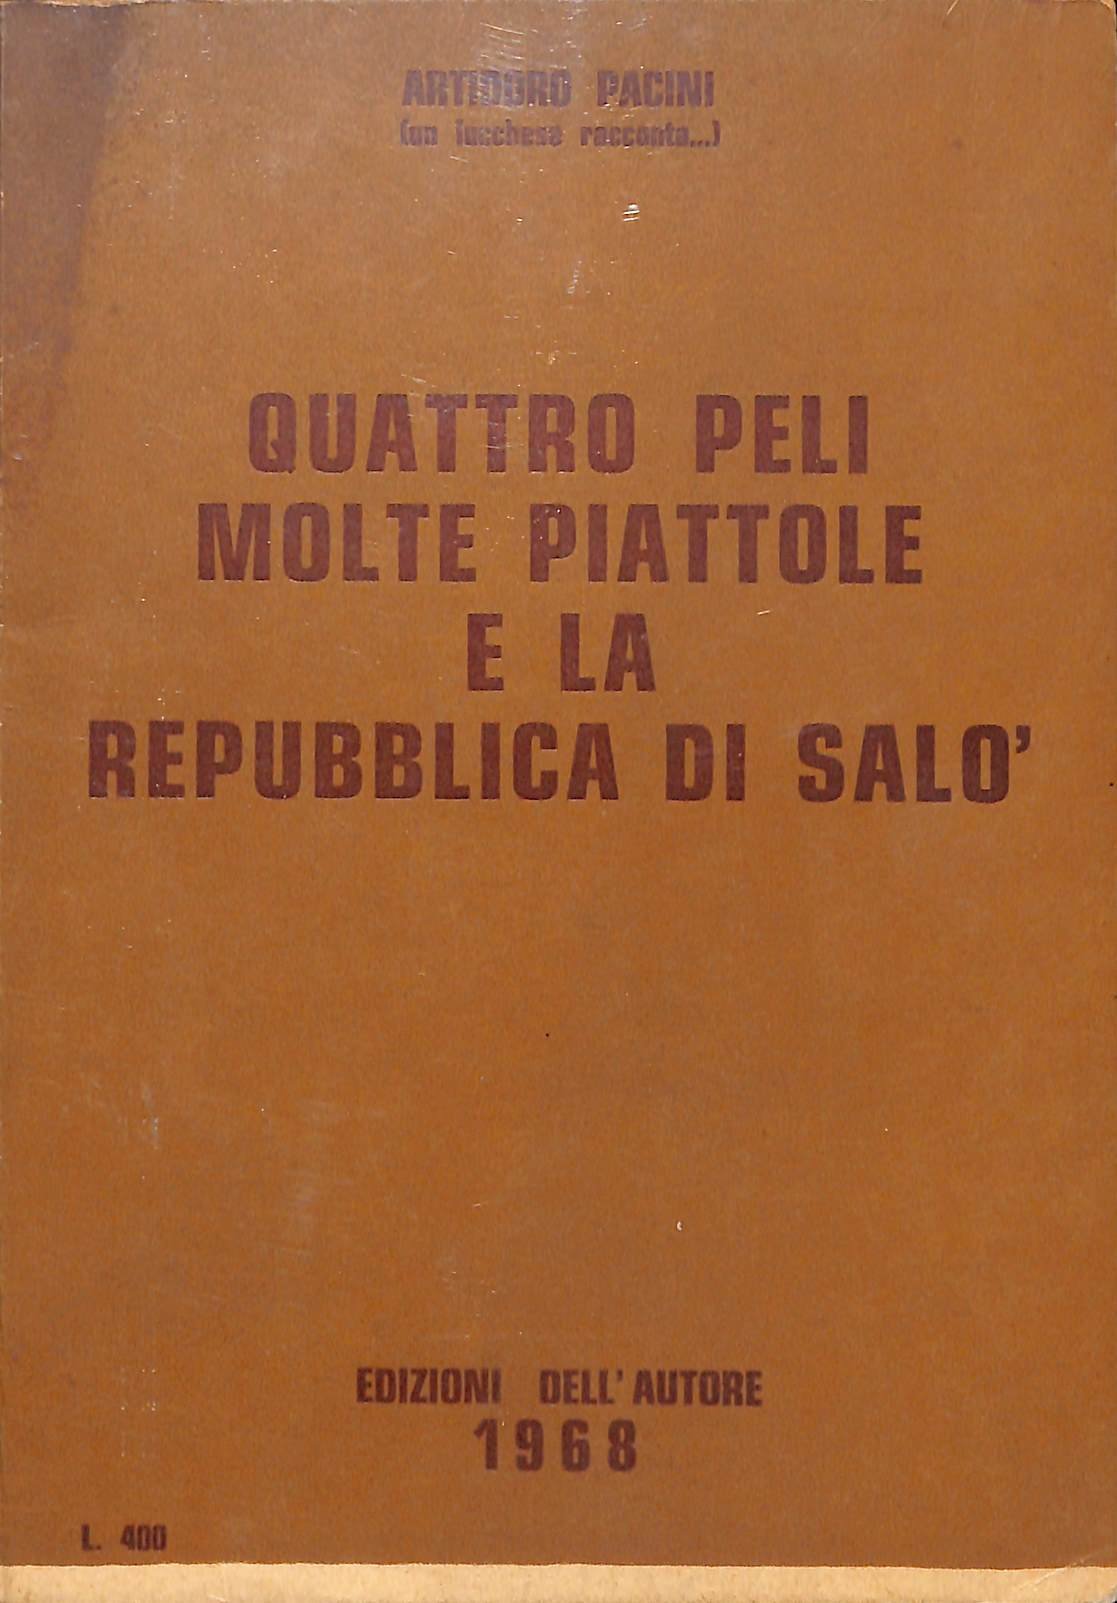 ARTIDORO PACINI
(un lucchese racconta...)
QUATTRO PELI
MOLTE PIATTOLE
E LA
REPUBBLICA DI SALO'
EDIZIONI DELL'AUTORE
1968
L. 400